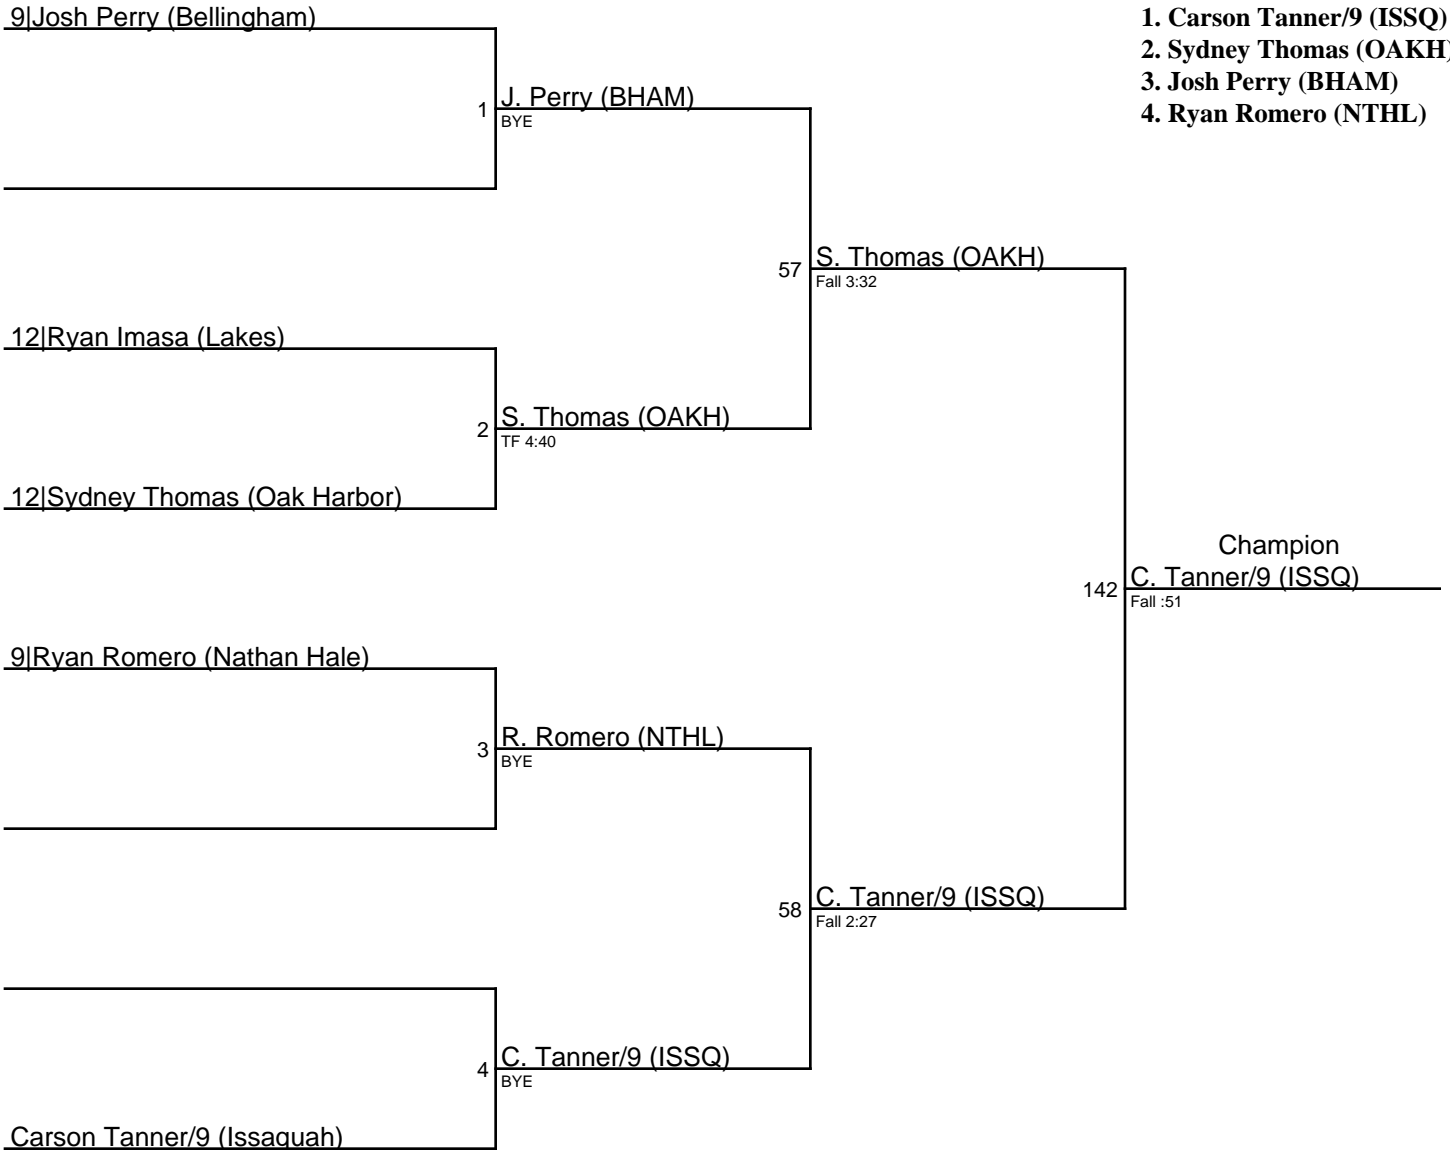 9|Josh Perry (Bellingham)
1. Carson Tanner/9 (ISSQ)
2. Sydney Thomas (OAKH)
3. Josh Perry (BHAM)
4. Ryan Romero (NTHL)
1
J. Perry (BHAM)
BYE
57
S. Thomas (OAKH)
Fall 3:32
12|Ryan Imasa (Lakes)
2
S. Thomas (OAKH)
TF 4:40
12|Sydney Thomas (Oak Harbor)
Champion
142
C. Tanner/9 (ISSQ)
Fall :51
9|Ryan Romero (Nathan Hale)
3
R. Romero (NTHL)
BYE
58
C. Tanner/9 (ISSQ)
Fall 2:27
4
C. Tanner/9 (ISSQ)
BYE
Carson Tanner/9 (Issaquah)